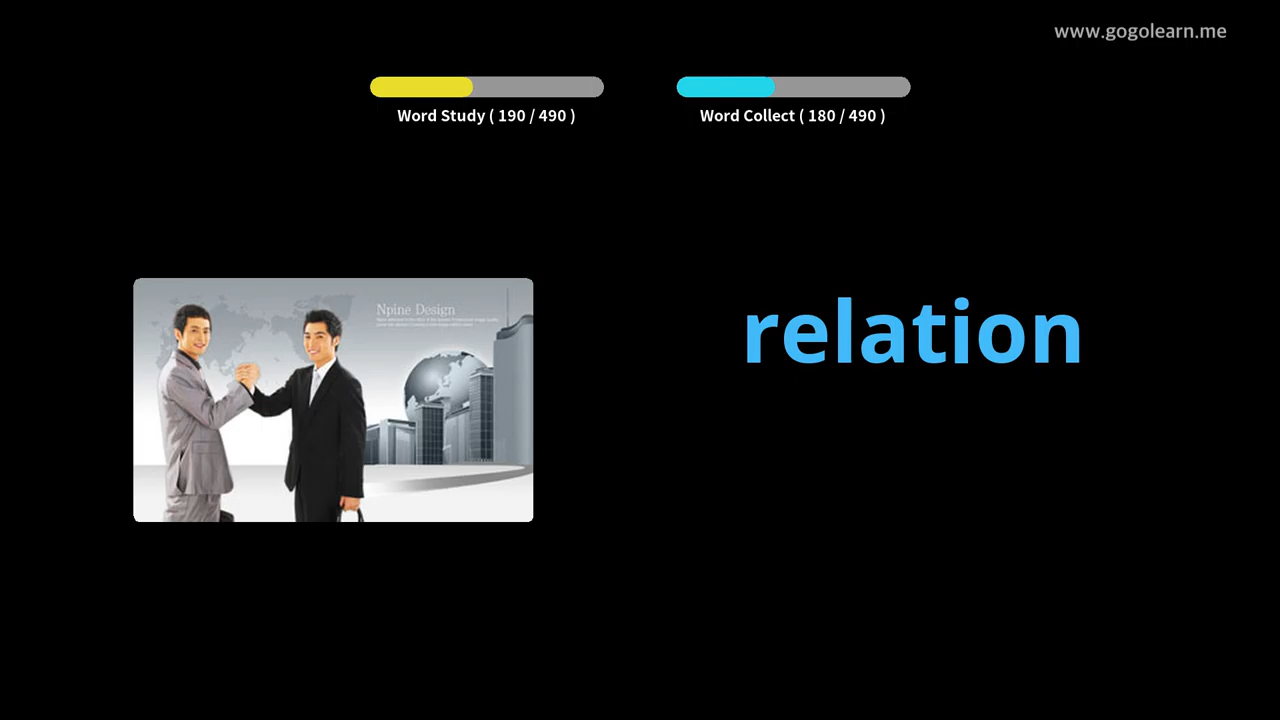 www.gogolearn.me
Word Study ( 190 / 490 )
Word Collect ( 180 / 490 )
Npine Design
relation